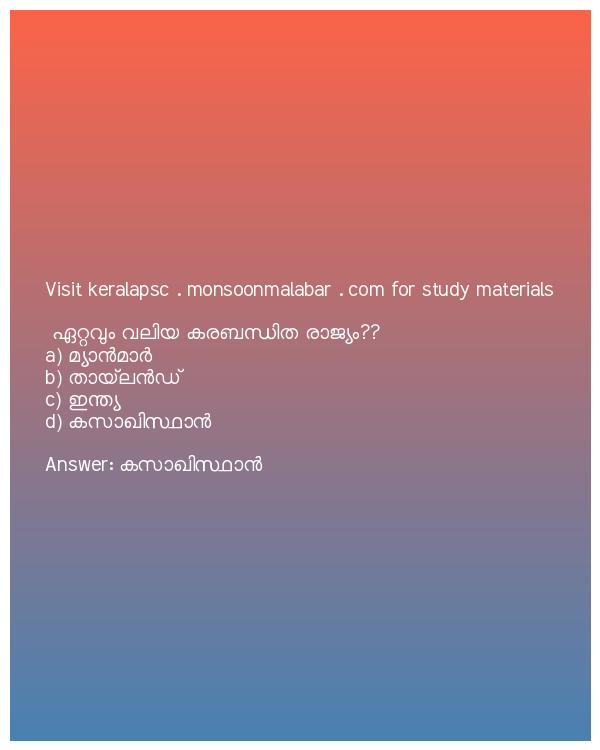 Visit keralapsc . monsoonmalabar . com for study materials
ഏറ്റവും വലിയ കരബന്ധിത രാജ്യം??
a) മ്യാൻമാർ
b) തായ്‌ലൻഡ്
c) ഇന്ത്യ
d) കസാഖിസ്ഥാൻ
Answer: കസാഖിസ്ഥാൻ